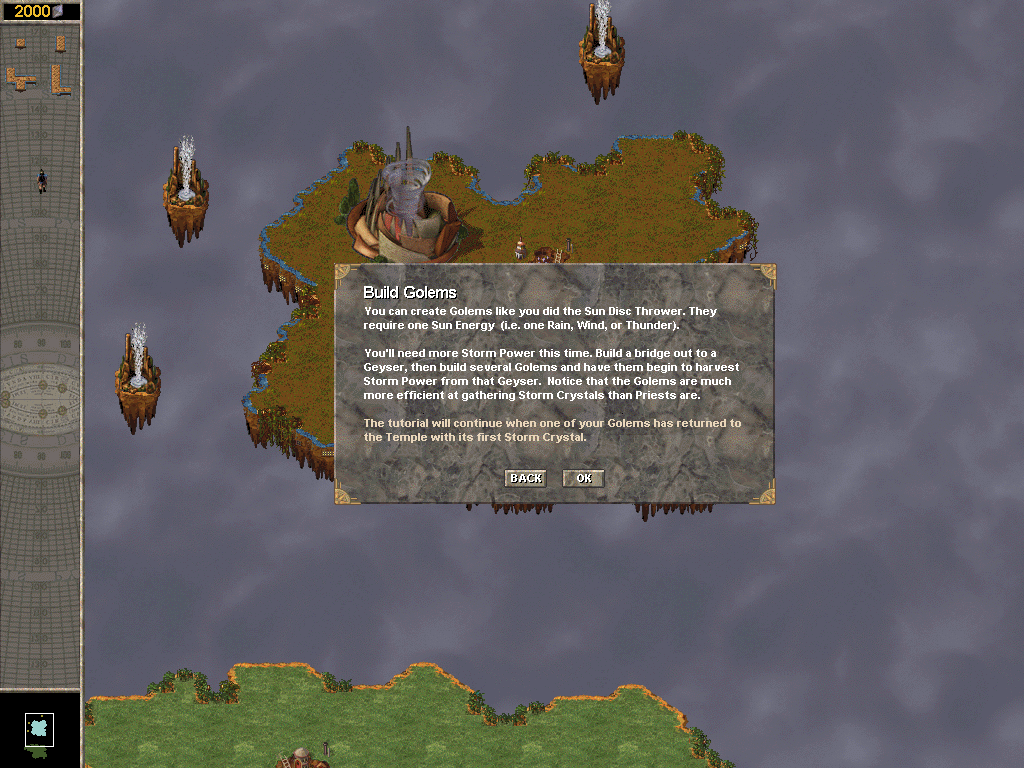 2000
Build Golems
You can create Golems like you did the Sun Disc Thrower. They
require one Sun Energy (i.e. one Rain, Wind, or Thunder).
You'll need more Storm Power this time. Build a bridge out to a
Geyser, then build several Golems and have them begin to harvest
Storm Power from that Geyser. Notice that the Golems are much
more efficient at gathering Storm Crystals than Priests are.
The tutorial will continue when one of your Golems has returned to
the Temple with its first Storm Crystal.
BACK OK